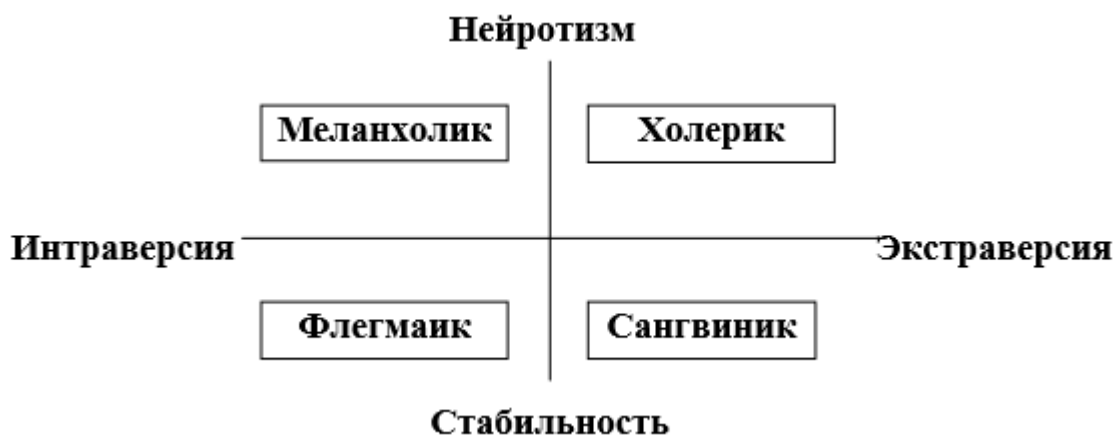 Нейротизм
Меланхолик Холерик
Интраверсия Экстраверсия
Флегмаик Сангвиник
Стабильность